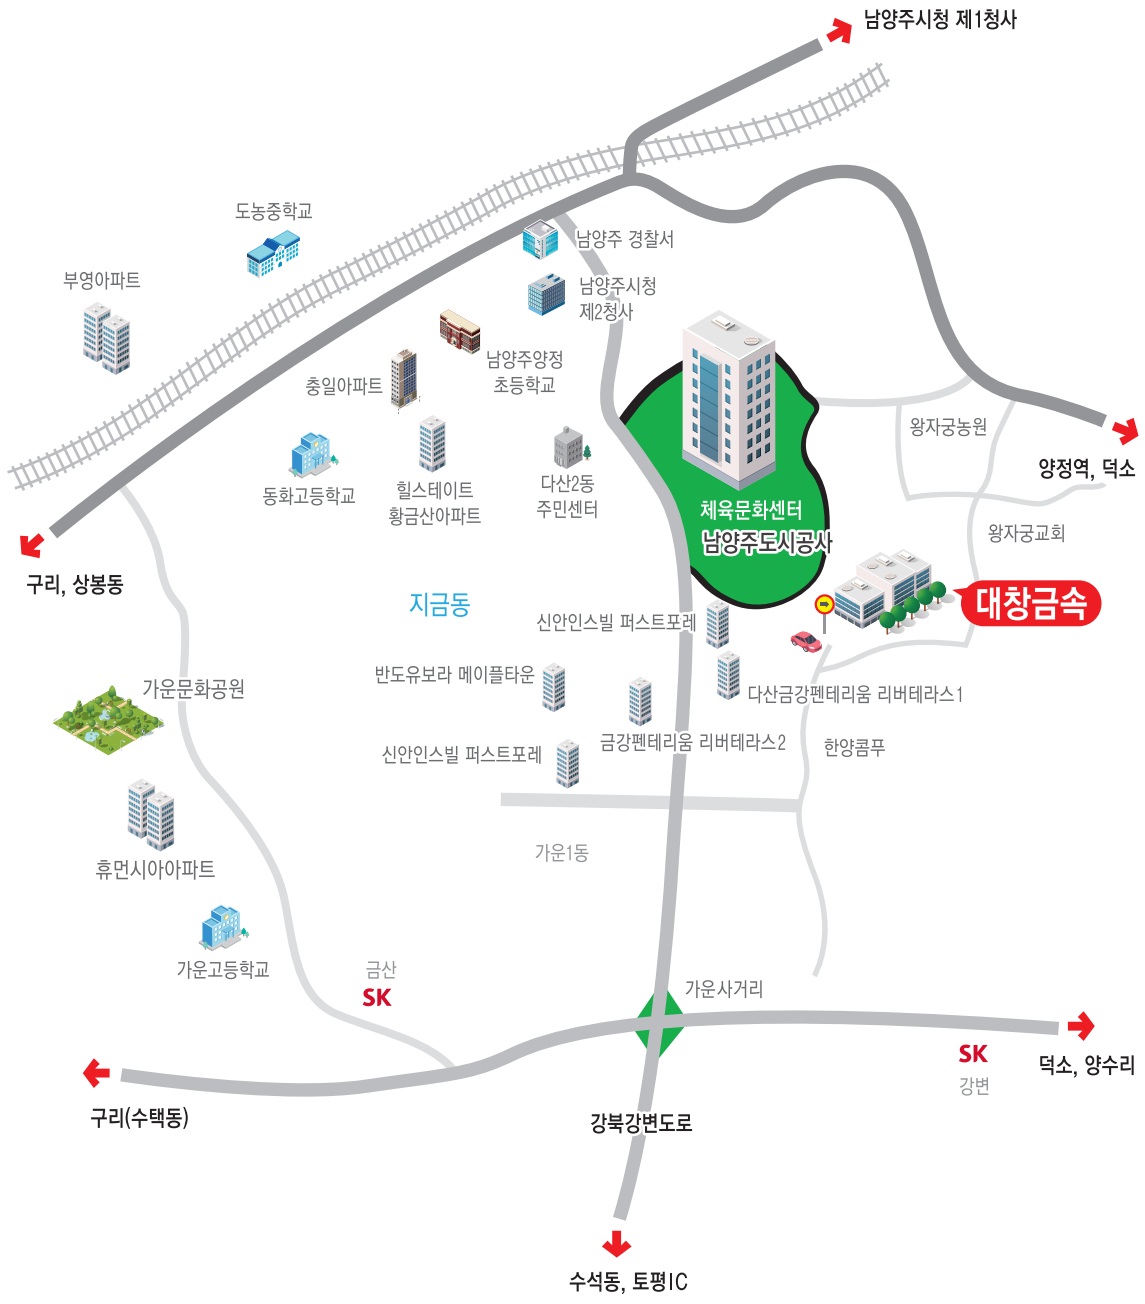 남양주시청 제1청사
도농중학교
남양주 경찰서
부영아파트
남양주시청
제2청사
남양주양정
초등학교
충일아파트
왕자궁농원
양정역, 덕소
동화고등학교
힐스테이트
황금산아파트
다산2동
주민센터
체육문화센터
남양주도시공사
왕자궁교회
구리, 상봉동
지금동
대창금속
신안인스빌 퍼스트포레
반도유보라 메이플타운
가운문화공원
다산금강펜테리움 리버테라스1
금강펜테리움 리버테라스2
한양콤푸
신안인스빌 퍼스트포레
가운1동
휴먼시아아파트
가운고등학교
금산
SK
가운사거리
SK
강변
덕소, 양수리
구리(수택동)
강북강변도로
수석동, 토평IC